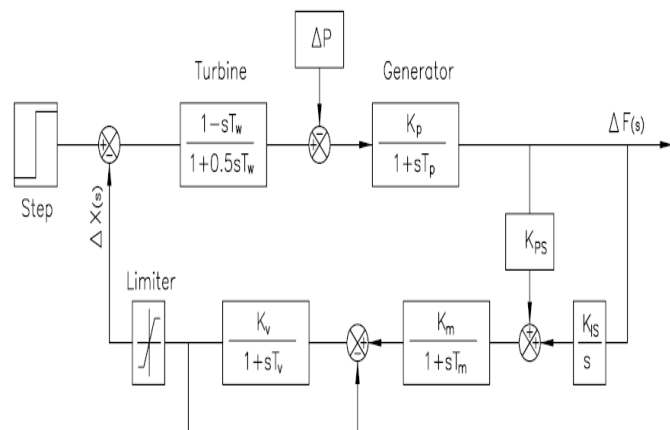 ΔP
Turbine
Generator
1-sT_w
1+0.5sT_w
K_p
1+sT_p
ΔF(s)
+
−
+
−
Step
ΔX(s)
K_PS
Limiter
K_v
1+sT_v
−
+
K_m
1+sT_m
+
+
K_IS
s